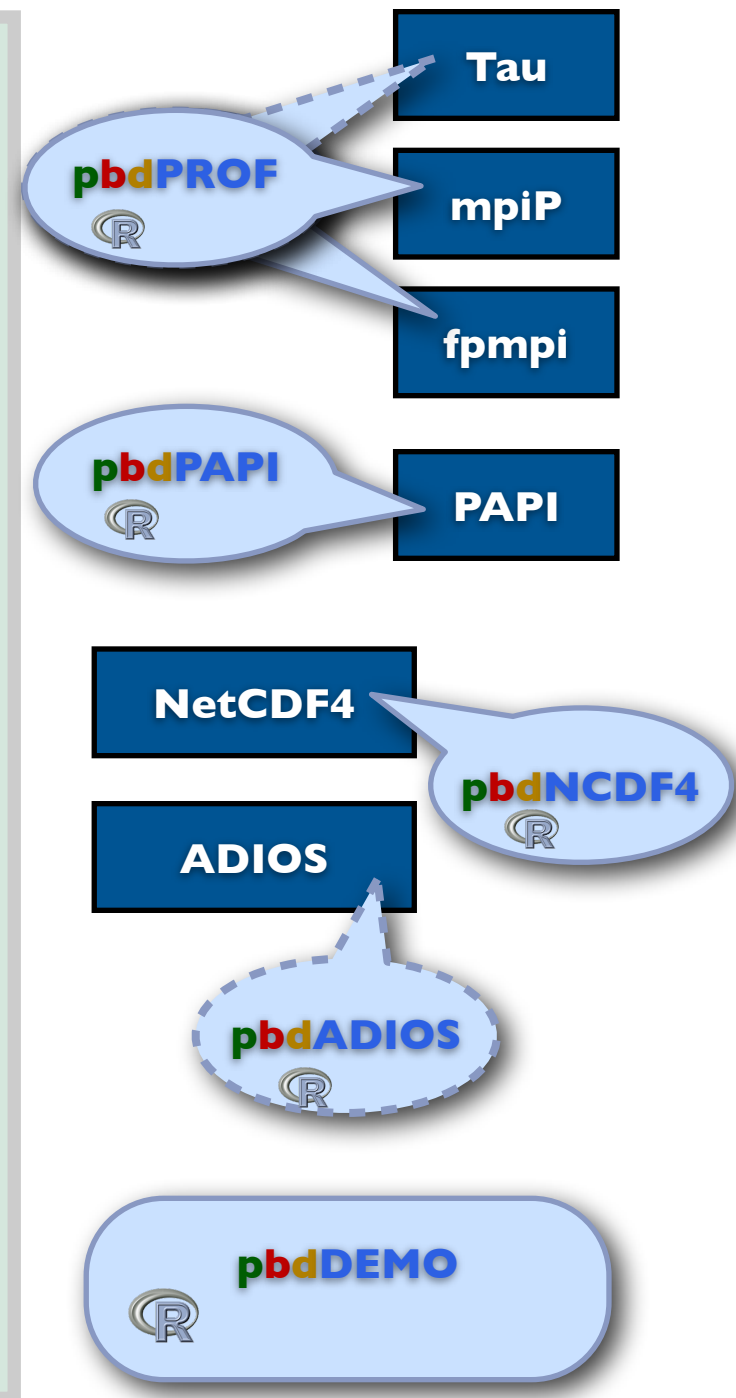 Tau
pbdPROF
R
mpiP
fpmpi
pbdPAPI
R
PAPI
NetCDF4
pbdNCDF4
R
ADIOS
pbdADIOS
R
pbdDEMO
R